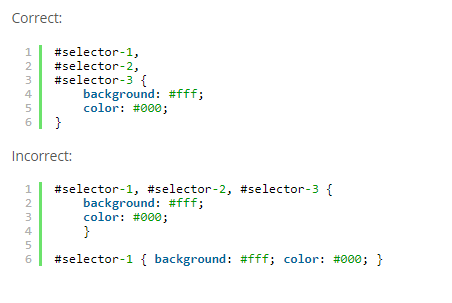 Correct:
1 #selector-1,
2 #selector-2,
3 #selector-3 {
4     background: #fff;
5     color: #000;
6 }
Incorrect:
1 #selector-1, #selector-2, #selector-3 {
2     background: #fff;
3     color: #000;
4     }
5
6 #selector-1 { background: #fff; color: #000; }